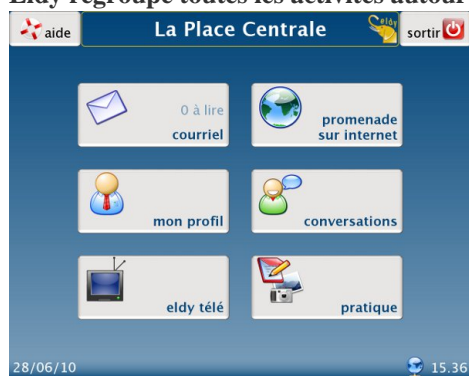 Eldy regroupe toutes les activités autour
aide
La Place Centrale
eldy
sortir
0 à lire
courriel
promenade
sur internet
mon profil
conversations
eldy télé
pratique
28/06/10
15.36